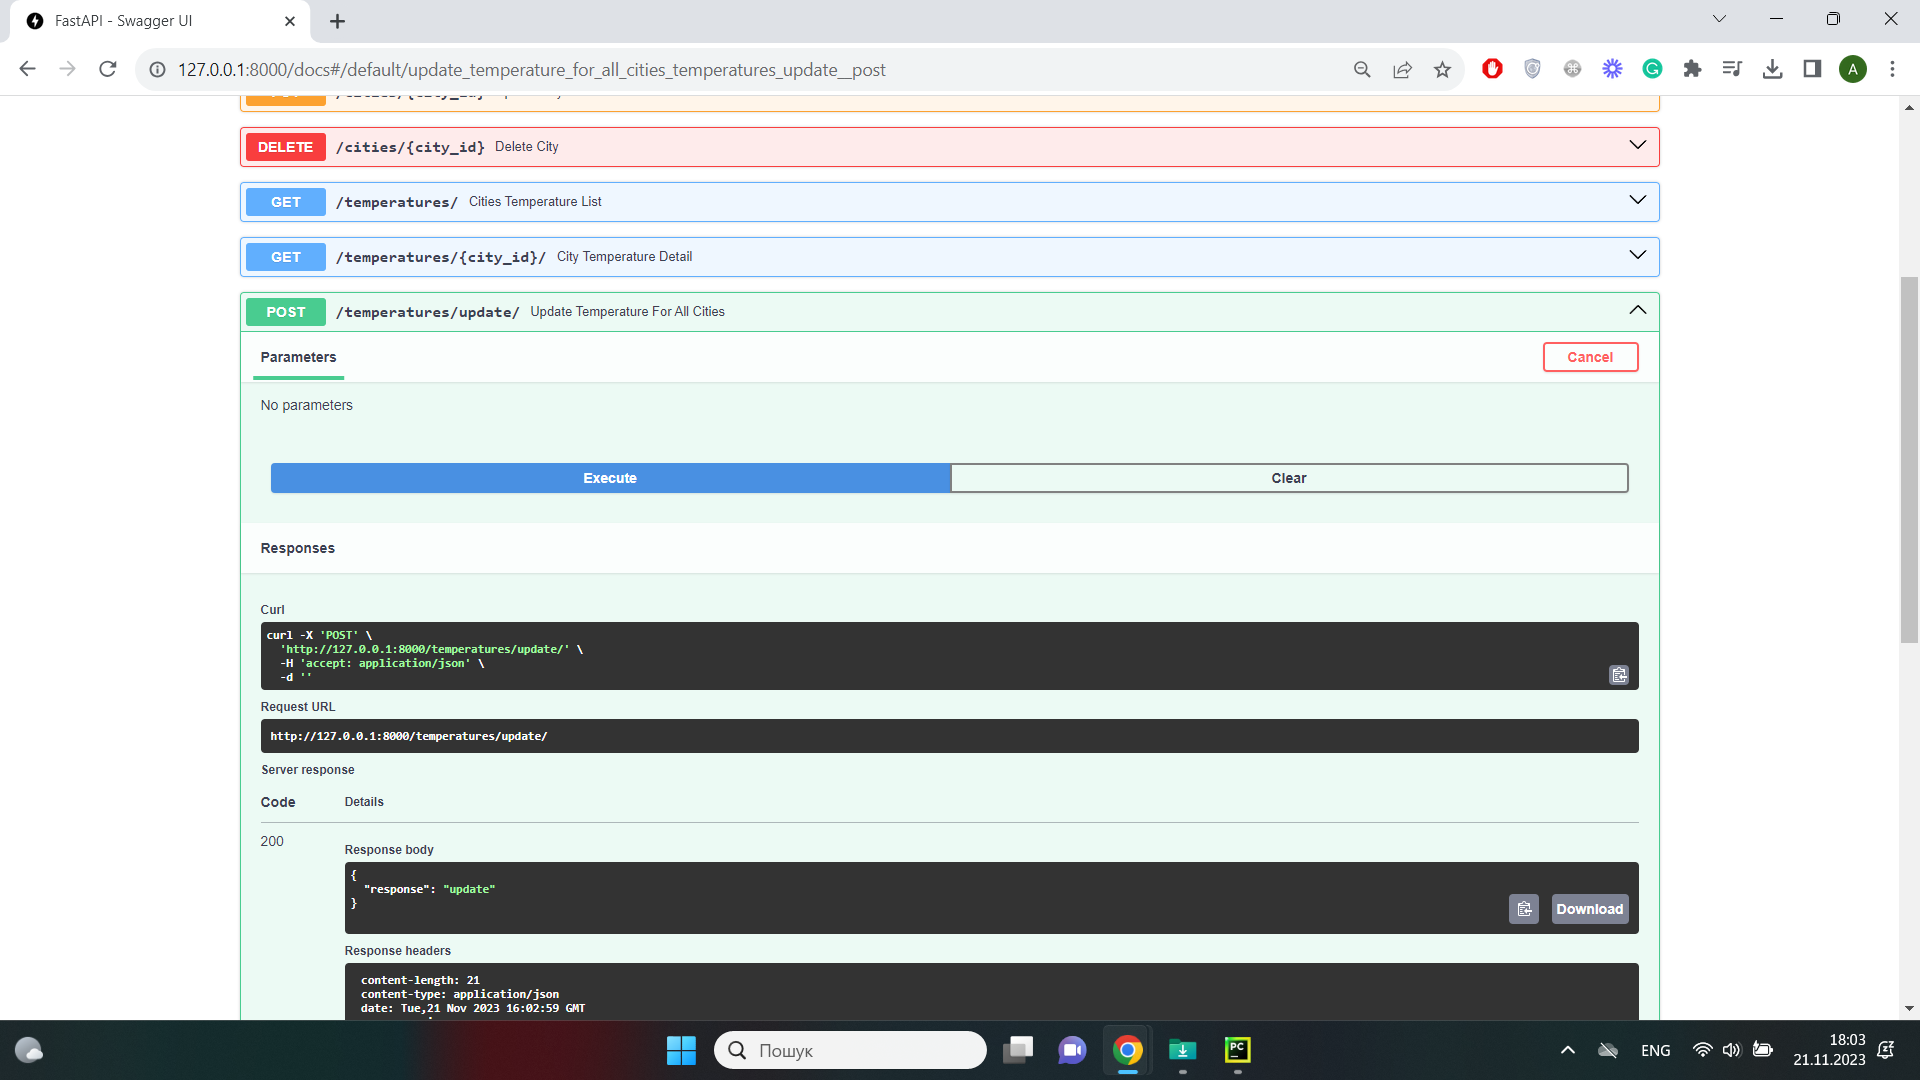 FastAPI - Swagger UI
127.0.0.1:8000/docs#/default/update_temperature_for_all_cities_temperatures_update__post
A
DELETE /cities/{city_id} Delete City
GET /temperatures/ Cities Temperature List
GET /temperatures/{city_id}/ City Temperature Detail
POST /temperatures/update/ Update Temperature For All Cities
Parameters
Cancel
No parameters
Execute
Clear
Responses
Curl
curl -X 'POST' \
'http://127.0.0.1:8000/temperatures/update/' \
-H 'accept: application/json' \
-d ''
Request URL
http://127.0.0.1:8000/temperatures/update/
Server response
Code Details
200
Response body
{
"response": "update"
}
Download
Response headers
content-length: 21
content-type: application/json
date: Tue,21 Nov 2023 16:02:59 GMT
Пошук
PC
ENG
18:03
21.11.2023